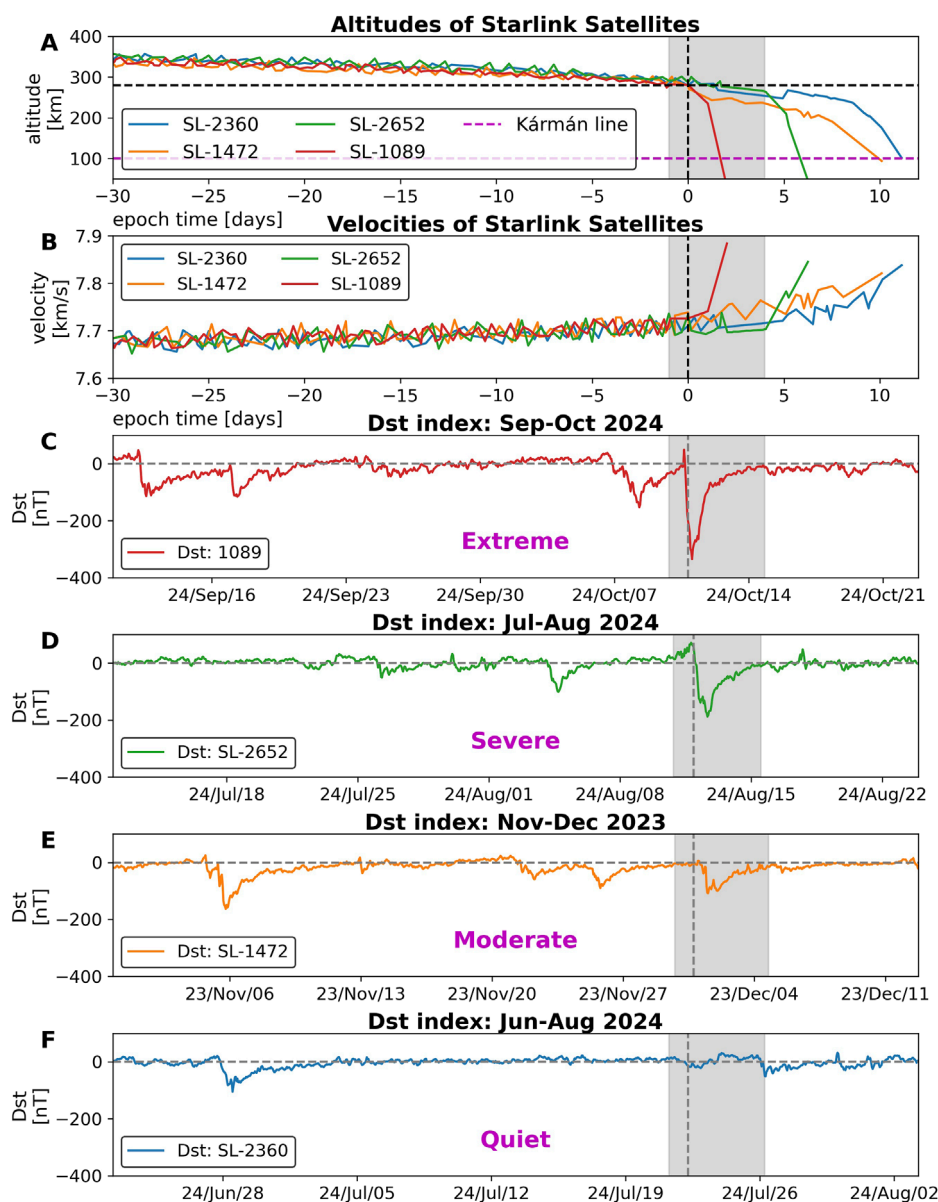 Altitudes of Starlink Satellites
A
400
300
200
100
altitude
[km]
SL-2360
SL-2652
Kármán line
SL-1472
SL-1089
−30
−25
−20
−15
−10
−5
0
5
10
epoch time [days]
Velocities of Starlink Satellites
B
7.9
7.8
7.7
7.6
velocity
[km/s]
SL-2360
SL-2652
SL-1472
SL-1089
−30
−25
−20
−15
−10
−5
0
5
10
epoch time [days]
Dst index: Sep-Oct 2024
C
0
−200
−400
Dst
[nT]
Extreme
Dst: 1089
24/Sep/16
24/Sep/23
24/Sep/30
24/Oct/07
24/Oct/14
24/Oct/21
Dst index: Jul-Aug 2024
D
0
−200
−400
Dst
[nT]
Severe
Dst: SL-2652
24/Jul/18
24/Jul/25
24/Aug/01
24/Aug/08
24/Aug/15
24/Aug/22
Dst index: Nov-Dec 2023
E
0
−200
−400
Dst
[nT]
Moderate
Dst: SL-1472
23/Nov/06
23/Nov/13
23/Nov/20
23/Nov/27
23/Dec/04
23/Dec/11
Dst index: Jun-Aug 2024
F
0
−200
−400
Dst
[nT]
Quiet
Dst: SL-2360
24/Jun/28
24/Jul/05
24/Jul/12
24/Jul/19
24/Jul/26
24/Aug/02